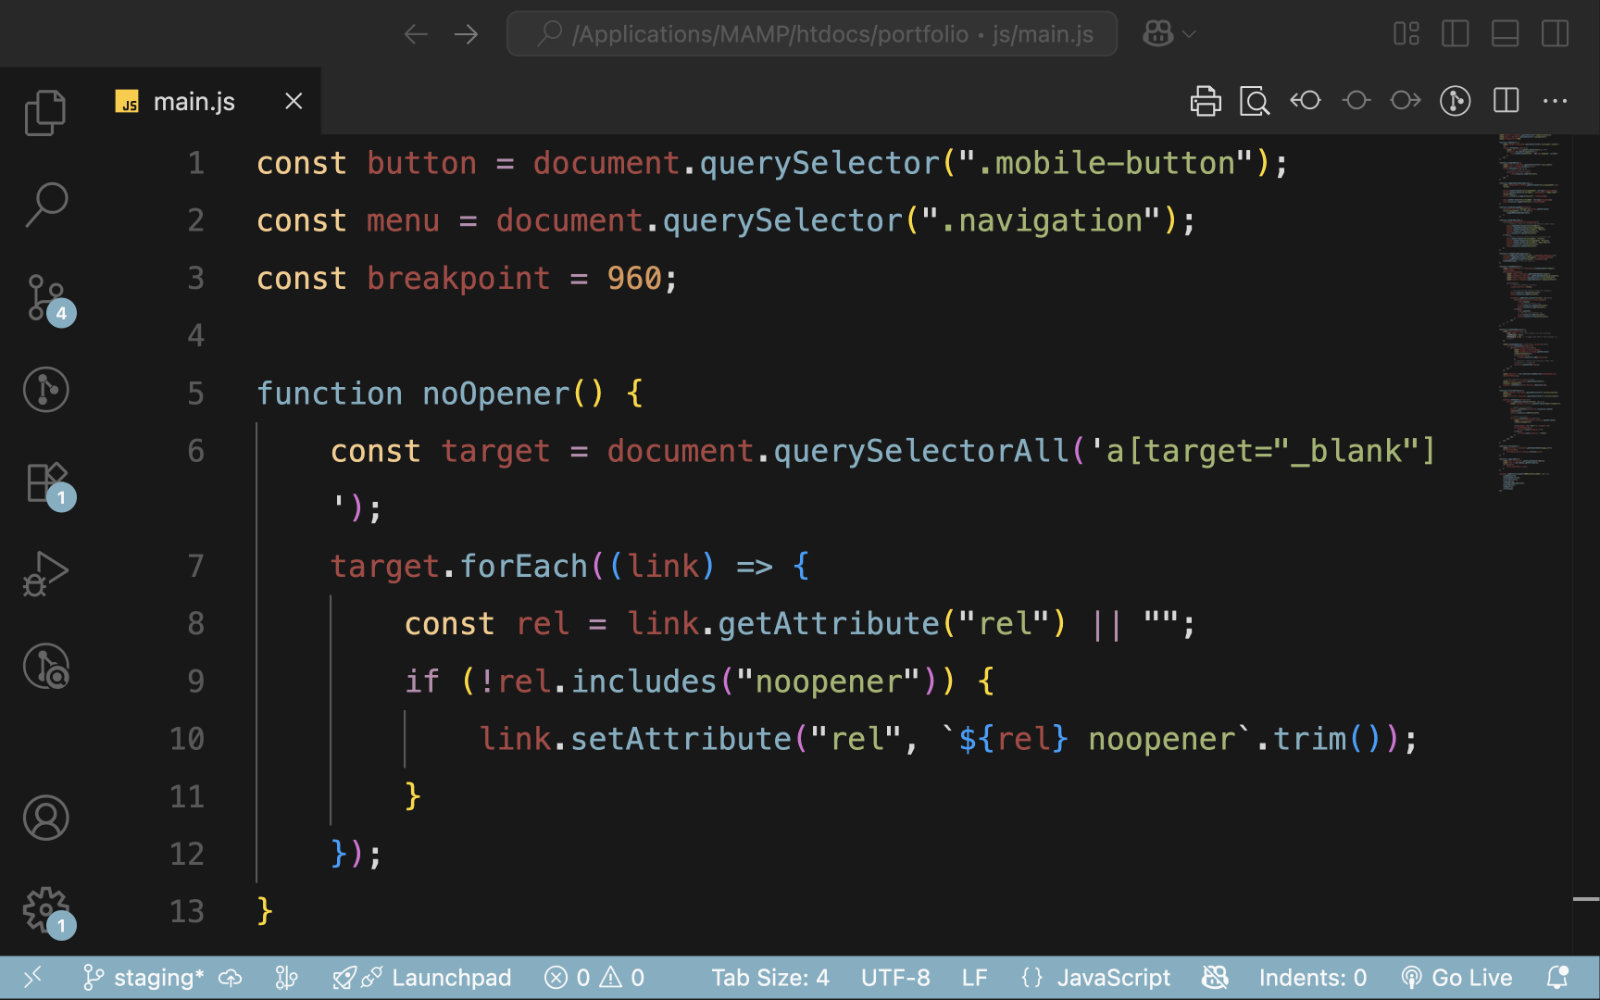 /Applications/MAMP/htdocs/portfolio • js/main.js
JS main.js
1 const button = document.querySelector(".mobile-button");
2 const menu = document.querySelector(".navigation");
3 const breakpoint = 960;
4
5 function noOpener() {
6 const target = document.querySelectorAll('a[target="_blank"]
');
7 target.forEach((link) => {
8 const rel = link.getAttribute("rel") || "";
9 if (!rel.includes("noopener")) {
10 link.setAttribute("rel", `${rel} noopener`.trim());
11 }
12 });
13 }
4
1
1
staging* Launchpad 0 0 Tab Size: 4 UTF-8 LF {} JavaScript Indents: 0 Go Live